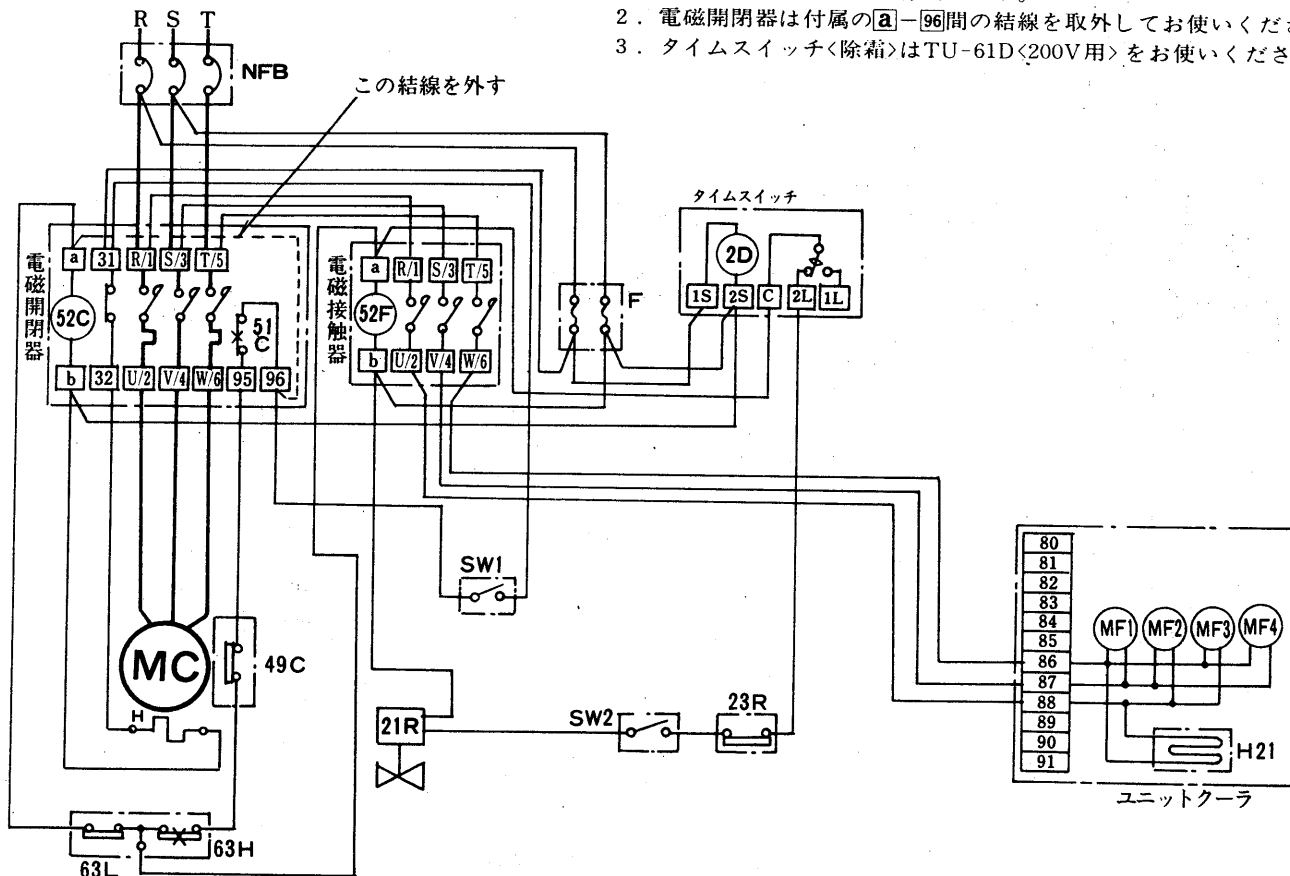 2．電磁開閉器は付属のa－96間の結線を取外してお使いくだ
3．タイムスイッチ<除霜>はTU-61D<200V用>をお使いくださ
R S T
NFB
この結線を外す
タイムスイッチ
2D
1S 2S C 2L 1L
電磁開閉器
a 31 R/1 S/3 T/5
52C
51C
b 32 U/2 V/4 W/6 95 96
電磁接触器
a R/1 S/3 T/5
52F
b U/2 V/4 W/6
F
SW1
MC
49C
H
21R
SW2
23R
63L
63H
80
81
82
83
84
85
86
87
88
89
90
91
MF1 MF2 MF3 MF4
H21
ユニットクーラ